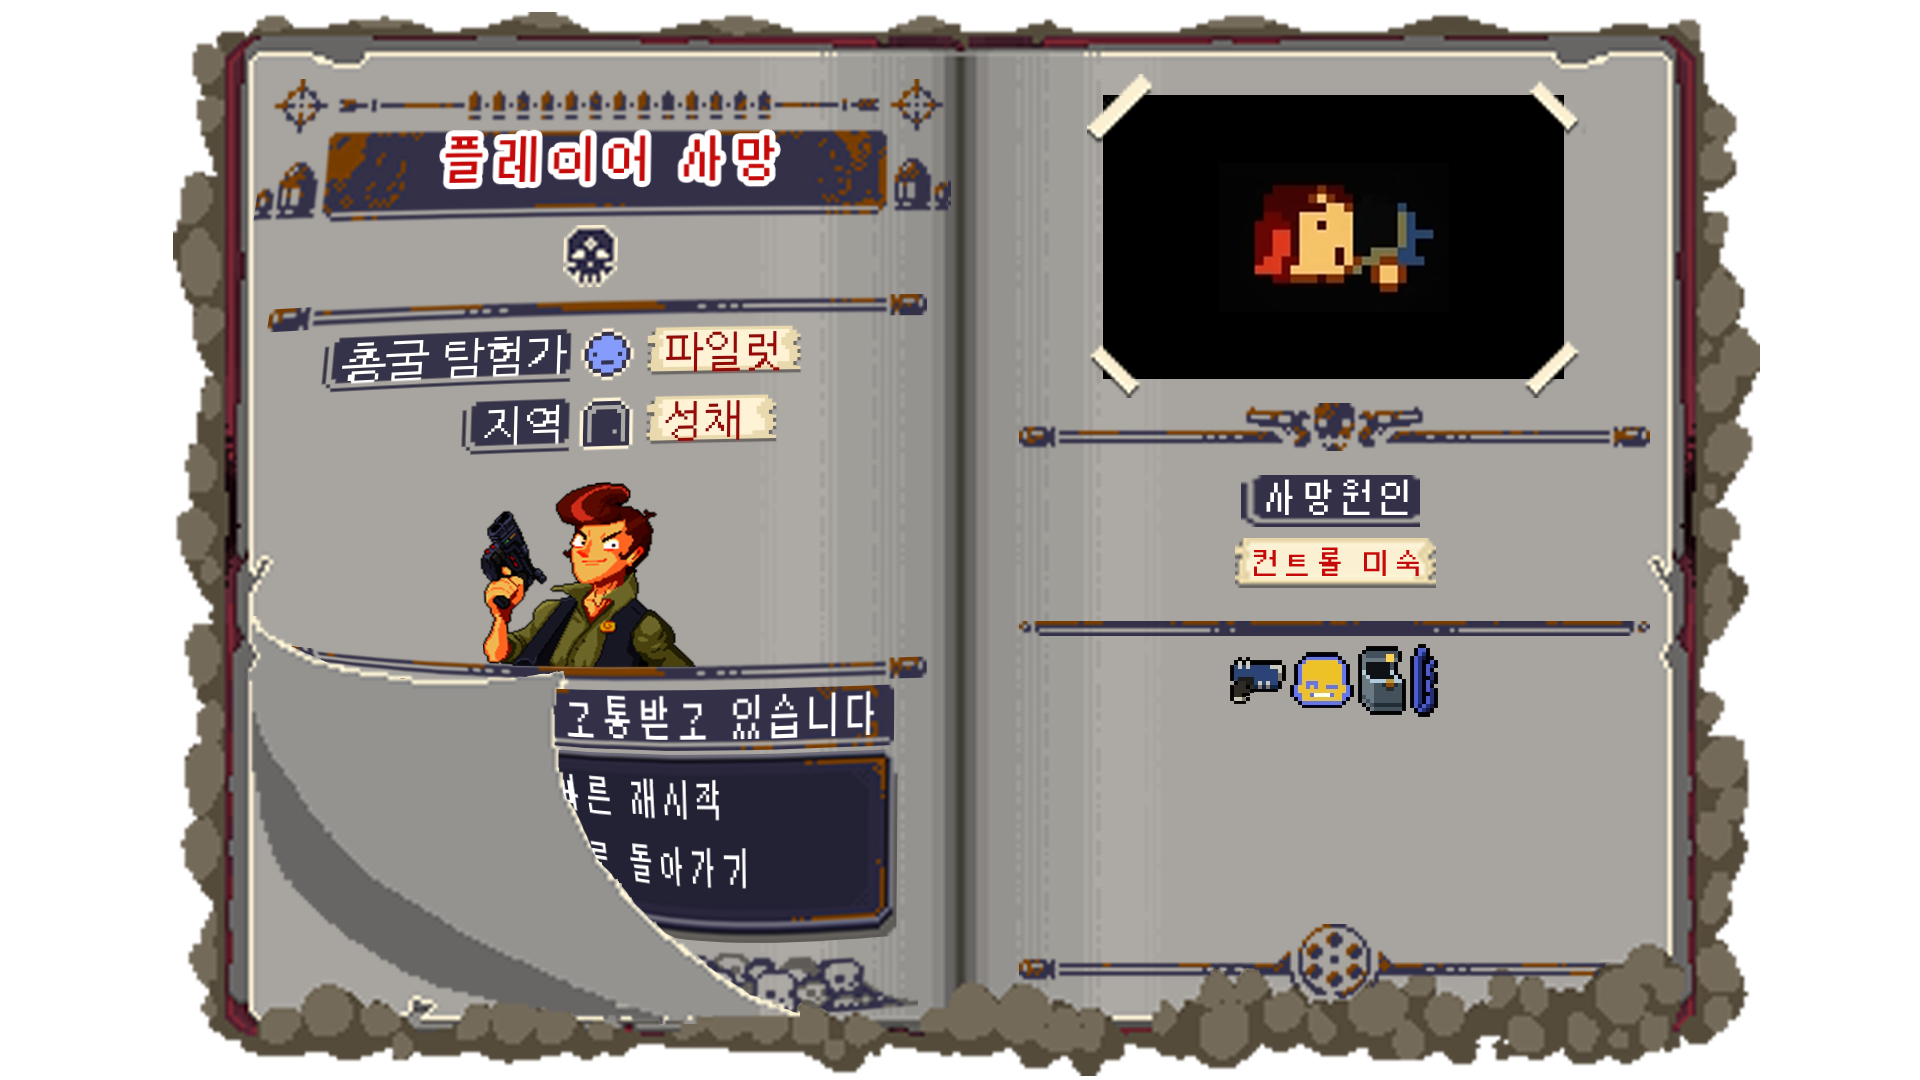 플레이어 사망
총굴 탐험가 파일럿
지역 성채
고통받고 있습니다
빠른 재시작
돌아가기
사망원인
컨트롤 미숙